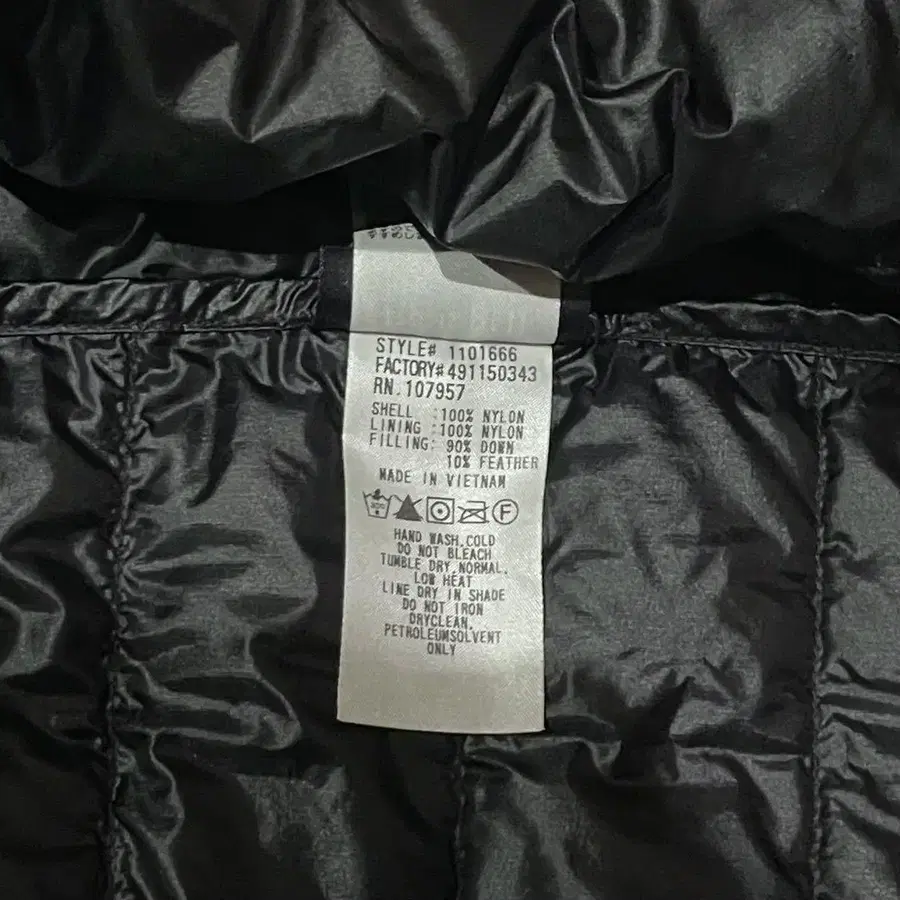 STYLE# 1101666
FACTORY#491150343
RN.107957
SHELL :100% NYLON
LINING :100% NYLON
FILLING: 90% DOWN
10% FEATHER
MADE IN VIETNAM
F
HAND WASH,COLD
DO NOT BLEACH
TUMBLE DRY,NORMAL,
LOW HEAT
LINE DRY IN SHADE
DO NOT IRON
DRYCLEAN,
PETROLEUMSOLVENT
ONLY